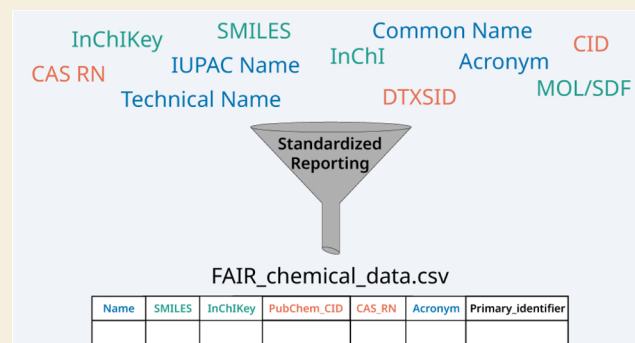 SMILES Common Name
InChIKey CID
InChI
CAS RN IUPAC Name Acronym
Technical Name DTXSID MOL/SDF
Standardized
Reporting
FAIR_chemical_data.csv
Name SMILES InChIKey PubChem_CID CAS_RN Acronym Primary_identifier